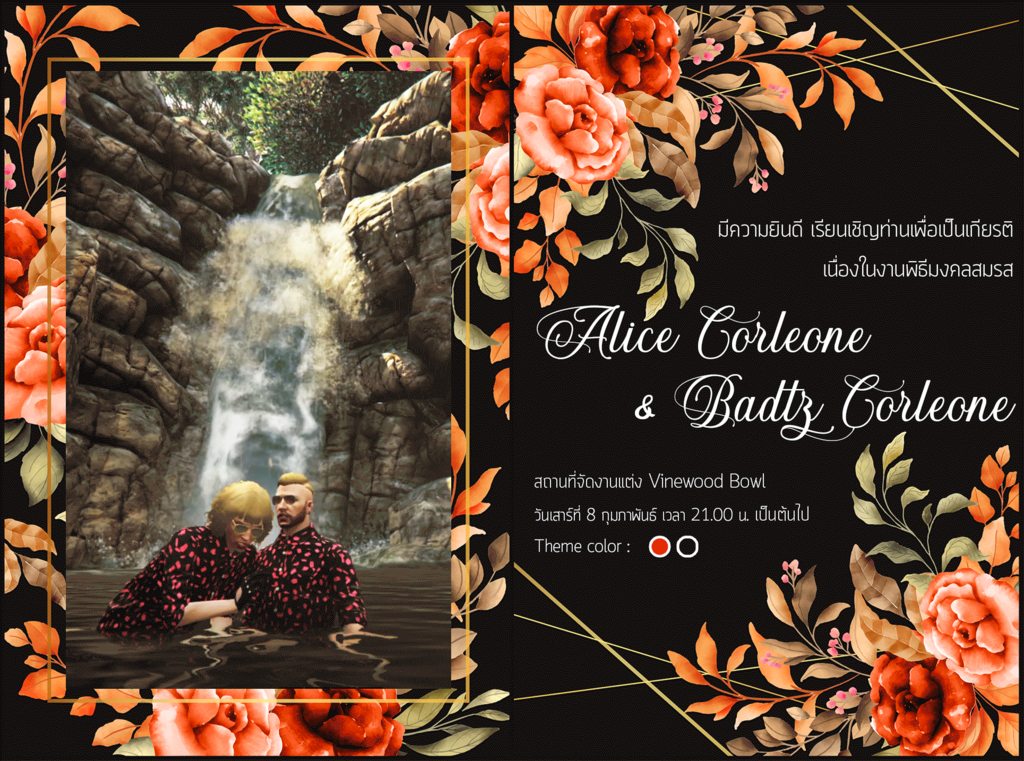 มีความยินดี เรียนเชิญท่านเพื่อเป็นเกียรติ
เนื่องในงานพิธีมงคลสมรส
Alice Corleone
& Badtz Corleone
สถานที่จัดงานแต่ง Vinewood Bowl
วันเสาร์ที่ 8 กุมภาพันธ์ เวลา 21.00 น. เป็นต้นไป
Theme color :